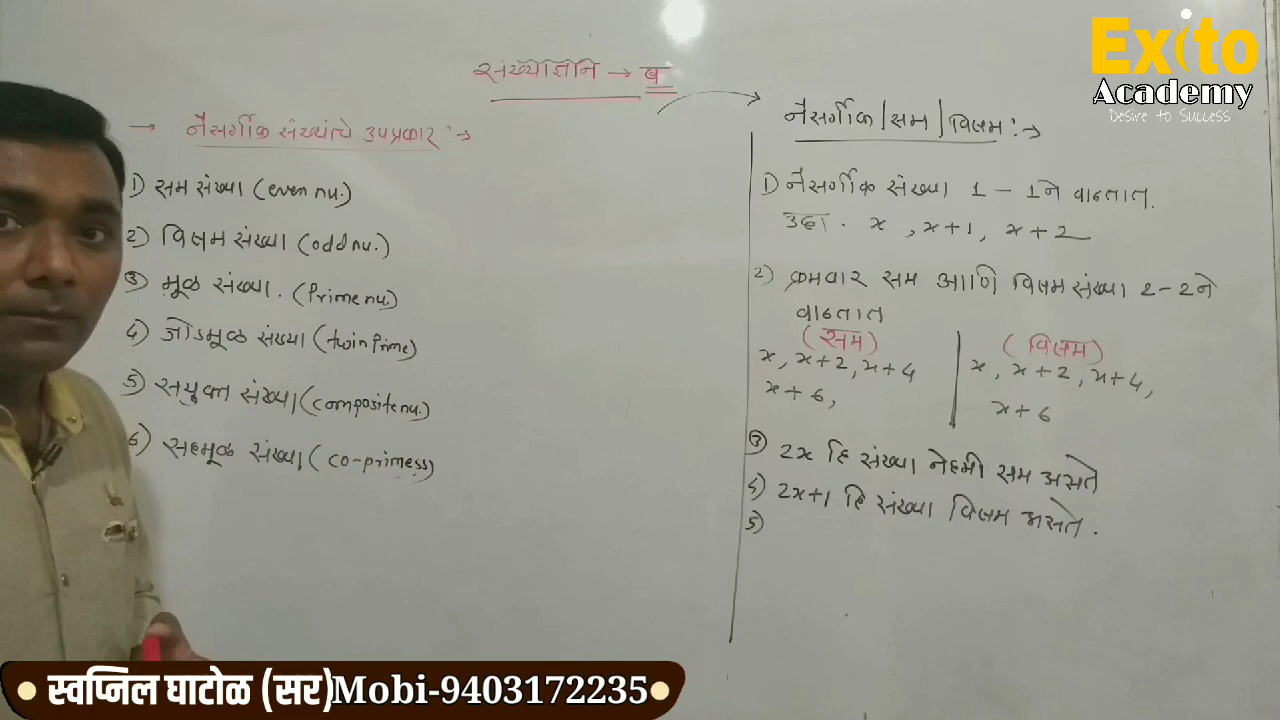 Exito
Academy
Desire to Success
संख्याज्ञान → ब
→ नैसर्गीक संख्यांचे उपप्रकार :→
1) सम संख्या (even nu.)
2) विषम संख्या (odd nu.)
3) मूळ संख्या. (Prime nu)
4) जोडमूळ संख्या (twin Prime)
5) सयुक्त संख्या (composite nu.)
6) सहमूळ संख्या (co-primess)
नैसर्गीक / सम / विषम :→
1) नैसर्गीक संख्या 1 - 1 ने वाढतात.
उदा. x, x+1, x+2
2) क्रमवार सम आणि विषम संख्या 2-2 ने
वाढतात
(सम)
x, x+2, x+4
x+6,
(विषम)
x, x+2, x+4,
x+6
3) 2x हि संख्या नेहमी सम असते
4) 2x+1 हि संख्या विषम असते.
5)
स्वप्निल घाटोळ (सर) Mobi-9403172235